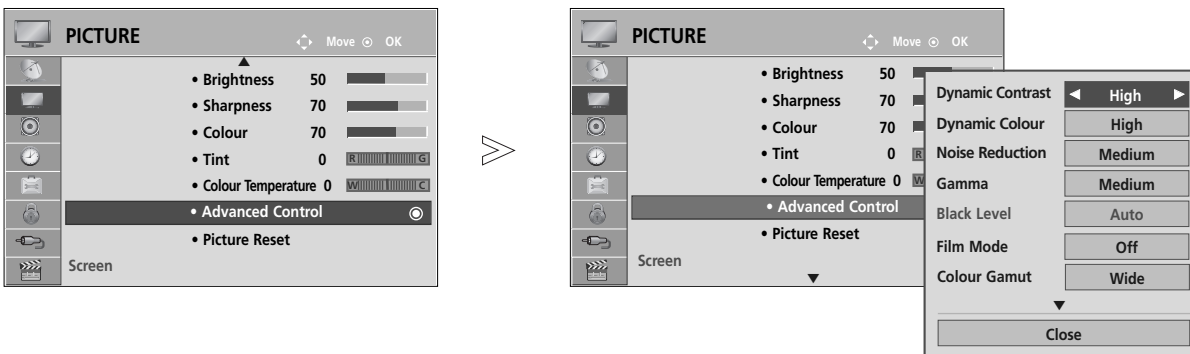 PICTURE
Move OK
• Brightness 50
• Sharpness 70
• Colour 70
• Tint 0 R G
• Colour Temperature 0 W C
• Advanced Control
• Picture Reset
Screen
PICTURE
Move OK
• Brightness 50
• Sharpness 70
• Colour 70
• Tint 0 R
• Colour Temperature 0 W
• Advanced Control
• Picture Reset
Screen
Dynamic Contrast High
Dynamic Colour High
Noise Reduction Medium
Gamma Medium
Black Level Auto
Film Mode Off
Colour Gamut Wide
Close